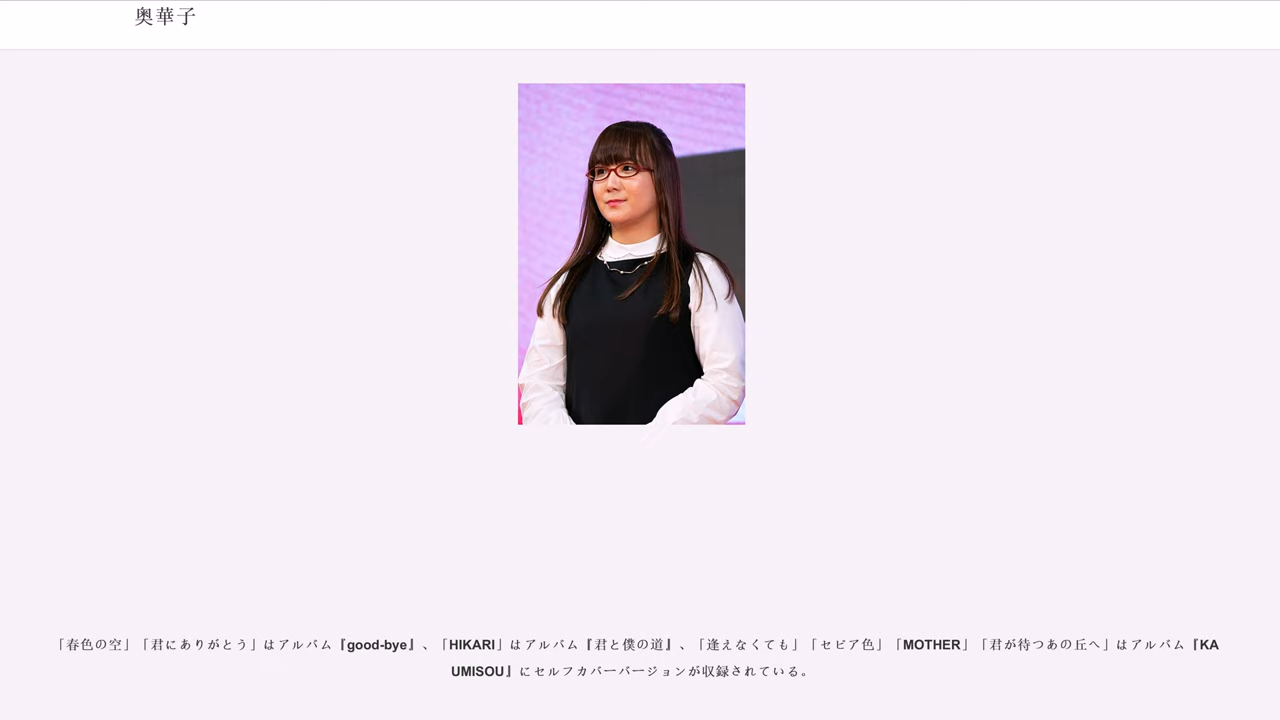 奥華子
「春色の空」「君にありがとう」はアルバム『good-bye』、「HIKARI」はアルバム『君と僕の道』、「逢えなくても」「セピア色」「MOTHER」「君が待つあの丘へ」はアルバム『KA
UMISOU』にセルフカバーバージョンが収録されている。